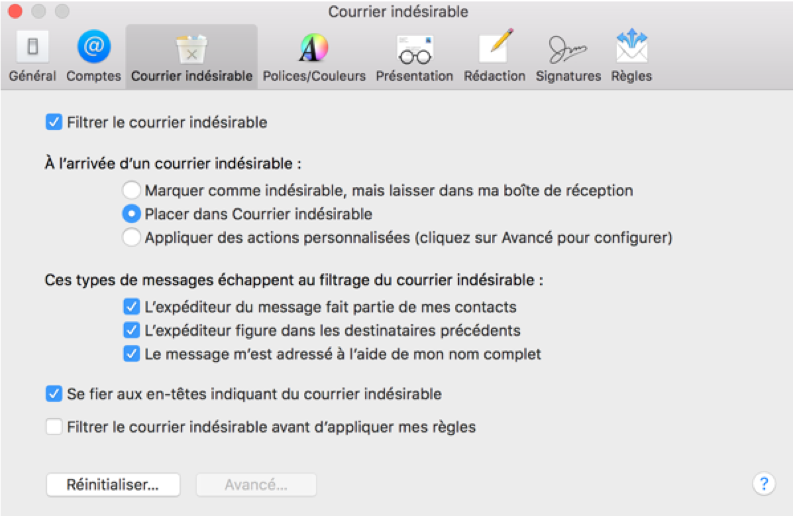 Courrier indésirable
Général Comptes Courrier indésirable Polices/Couleurs Présentation Rédaction Signatures Règles
Filtrer le courrier indésirable
À l’arrivée d’un courrier indésirable :
Marquer comme indésirable, mais laisser dans ma boîte de réception
Placer dans Courrier indésirable
Appliquer des actions personnalisées (cliquez sur Avancé pour configurer)
Ces types de messages échappent au filtrage du courrier indésirable :
L’expéditeur du message fait partie de mes contacts
L’expéditeur figure dans les destinataires précédents
Le message m’est adressé à l’aide de mon nom complet
Se fier aux en-têtes indiquant du courrier indésirable
Filtrer le courrier indésirable avant d’appliquer mes règles
Réinitialiser... Avancé... ?